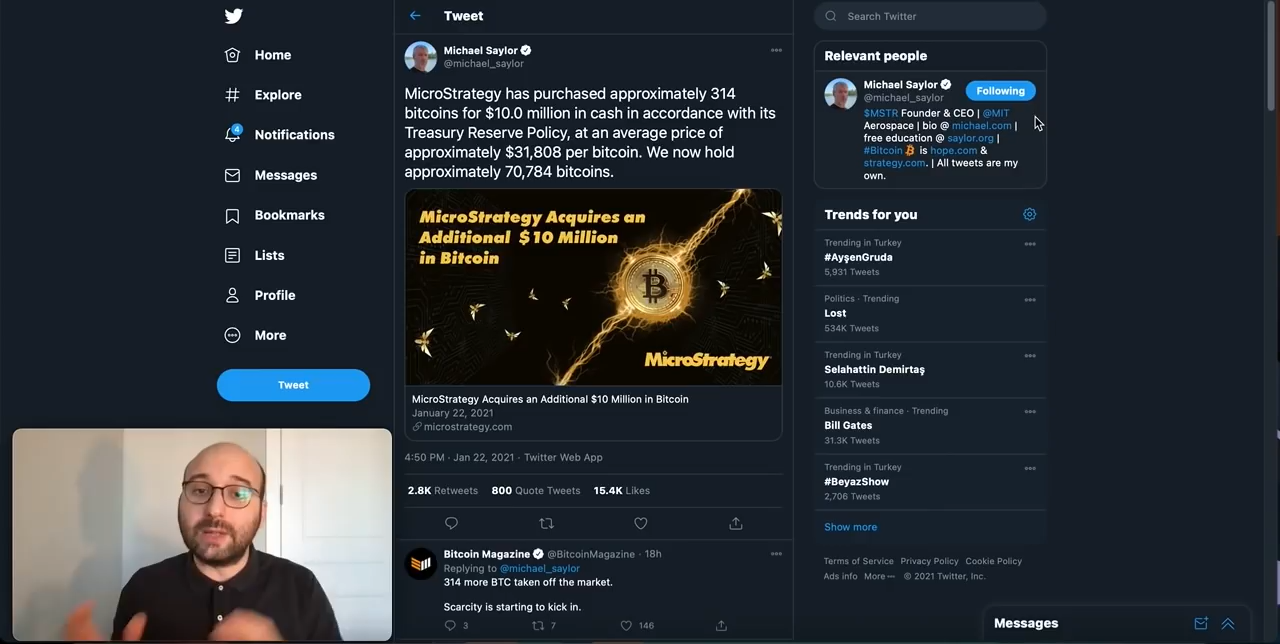 Home
Explore
4
Notifications
Messages
Bookmarks
Lists
Profile
More
Tweet
Tweet
Michael Saylor
@michael_saylor
MicroStrategy has purchased approximately 314
bitcoins for $10.0 million in cash in accordance with its
Treasury Reserve Policy, at an average price of
approximately $31,808 per bitcoin. We now hold
approximately 70,784 bitcoins.
MicroStrategy Acquires an
Additional $10 Million
in Bitcoin
MicroStrategy
MicroStrategy Acquires an Additional $10 Million in Bitcoin
January 22, 2021
microstrategy.com
4:50 PM · Jan 22, 2021 · Twitter Web App
2.8K Retweets 800 Quote Tweets 15.4K Likes
Bitcoin Magazine @BitcoinMagazine · 18h
Replying to @michael_saylor
314 more BTC taken off the market.
Scarcity is starting to kick in.
3 7 146
Search Twitter
Relevant people
Michael Saylor
@michael_saylor
Following
$MSTR Founder & CEO | @MIT
Aerospace | bio @ michael.com |
free education @ saylor.org |
#Bitcoin is hope.com &
strategy.com. | All tweets are my
own.
Trends for you
Trending in Turkey
#AyşenGruda
5,931 Tweets
Politics · Trending
Lost
534K Tweets
Trending in Turkey
Selahattin Demirtaş
10.6K Tweets
Business & finance · Trending
Bill Gates
31.3K Tweets
Trending in Turkey
#BeyazShow
2,706 Tweets
Show more
Terms of Service Privacy Policy Cookie Policy
Ads info More ··· © 2021 Twitter, Inc.
Messages